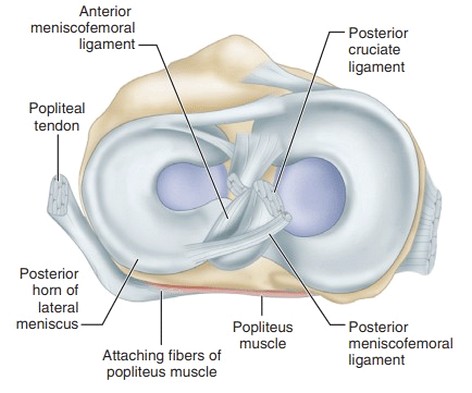 Anterior
meniscofemoral
ligament
Posterior
cruciate
ligament
Popliteal
tendon
Posterior
horn of
lateral
meniscus
Attaching fibers of
popliteus muscle
Popliteus
muscle
Posterior
meniscofemoral
ligament